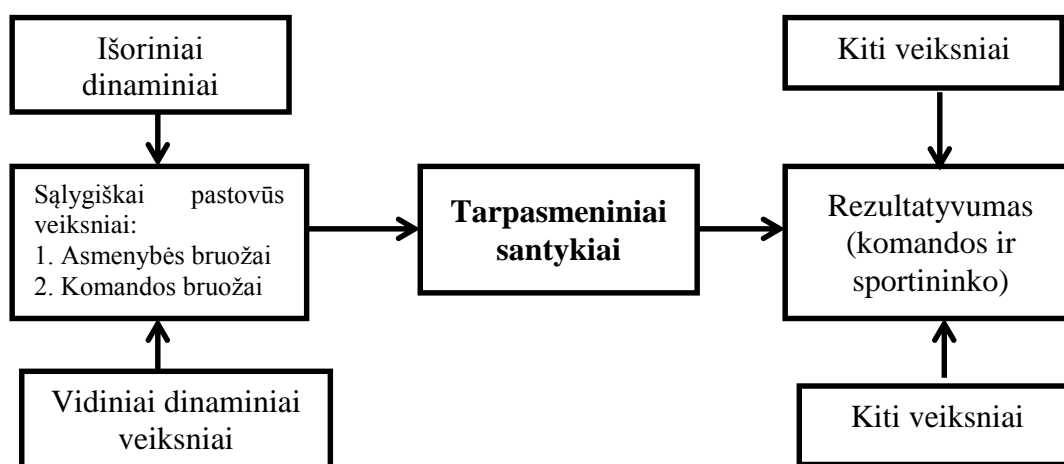 Išoriniai
dinaminiai
Kiti veiksniai
Sąlygiškai pastovūs
veiksniai:
1. Asmenybės bruožai
2. Komandos bruožai
Tarpasmeniniai
santykiai
Rezultatyvumas
(komandos ir
sportininko)
Vidiniai dinaminiai
veiksniai
Kiti veiksniai